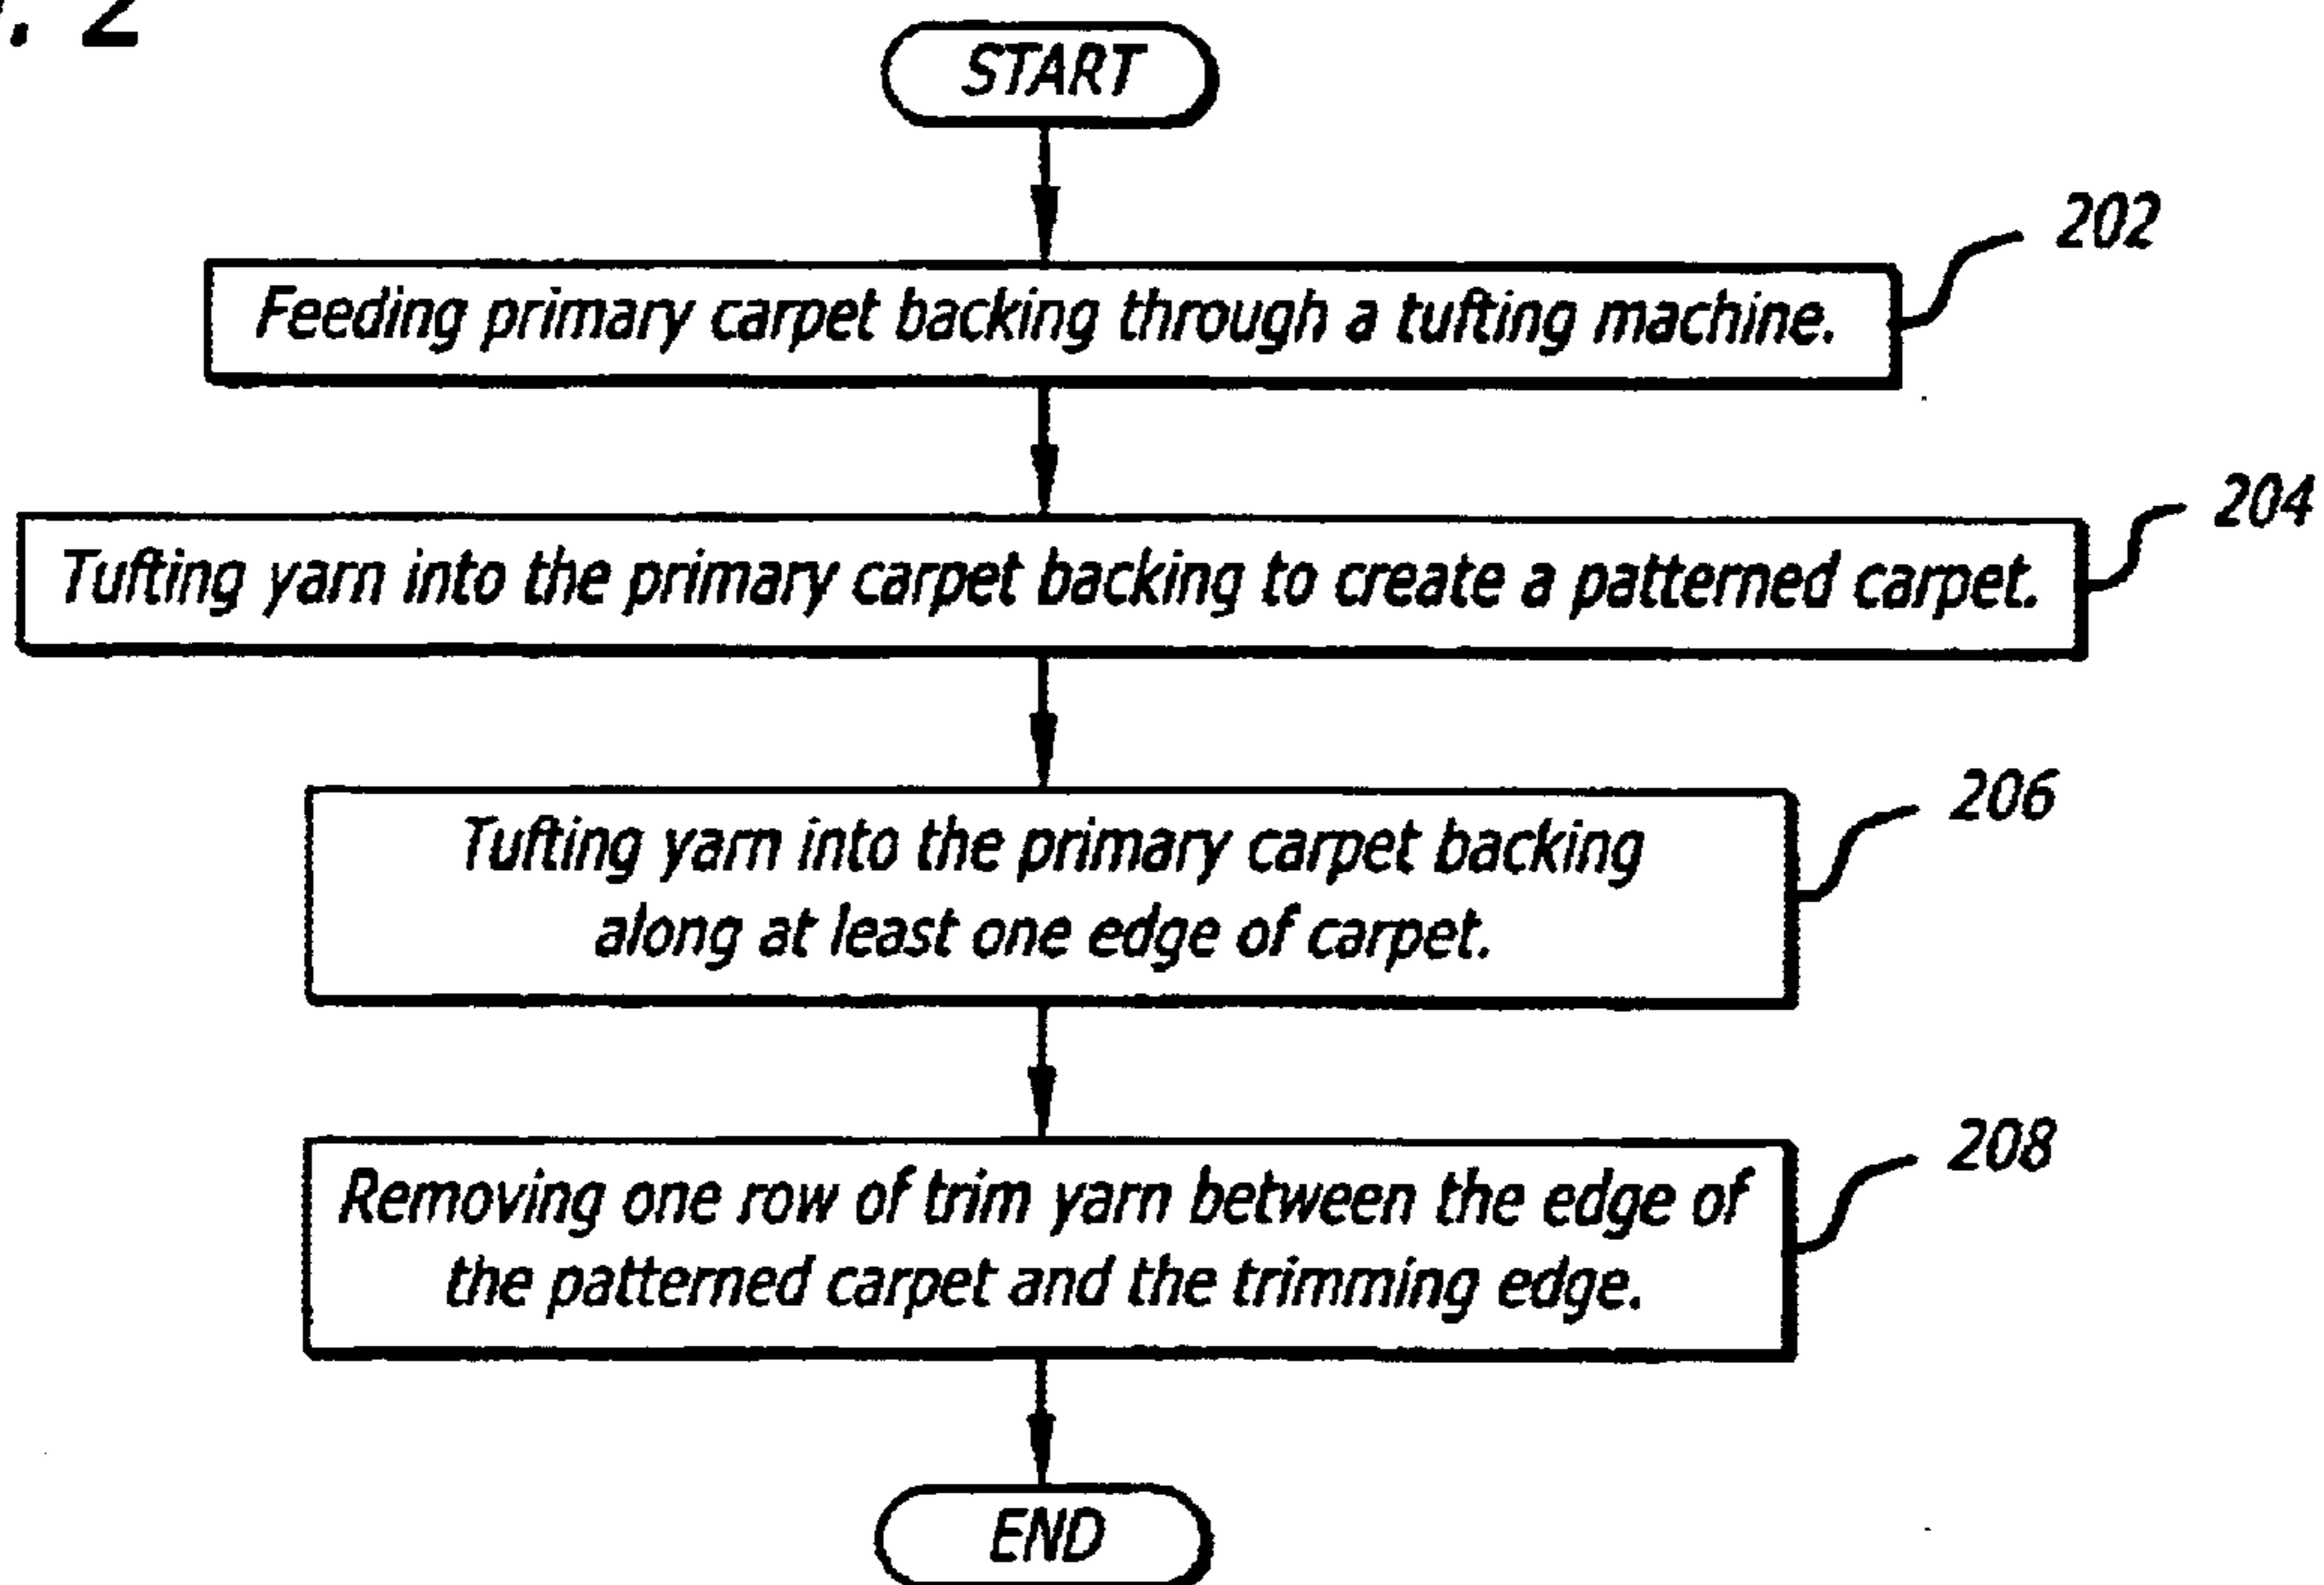 . 2
START
202
Feeding primary carpet backing through a tufting machine.
204
Tufting yarn into the primary carpet backing to create a patterned carpet.
206
Tufting yarn into the primary carpet backing
along at least one edge of carpet.
208
Removing one row of trim yarn between the edge of
the patterned carpet and the trimming edge.
END